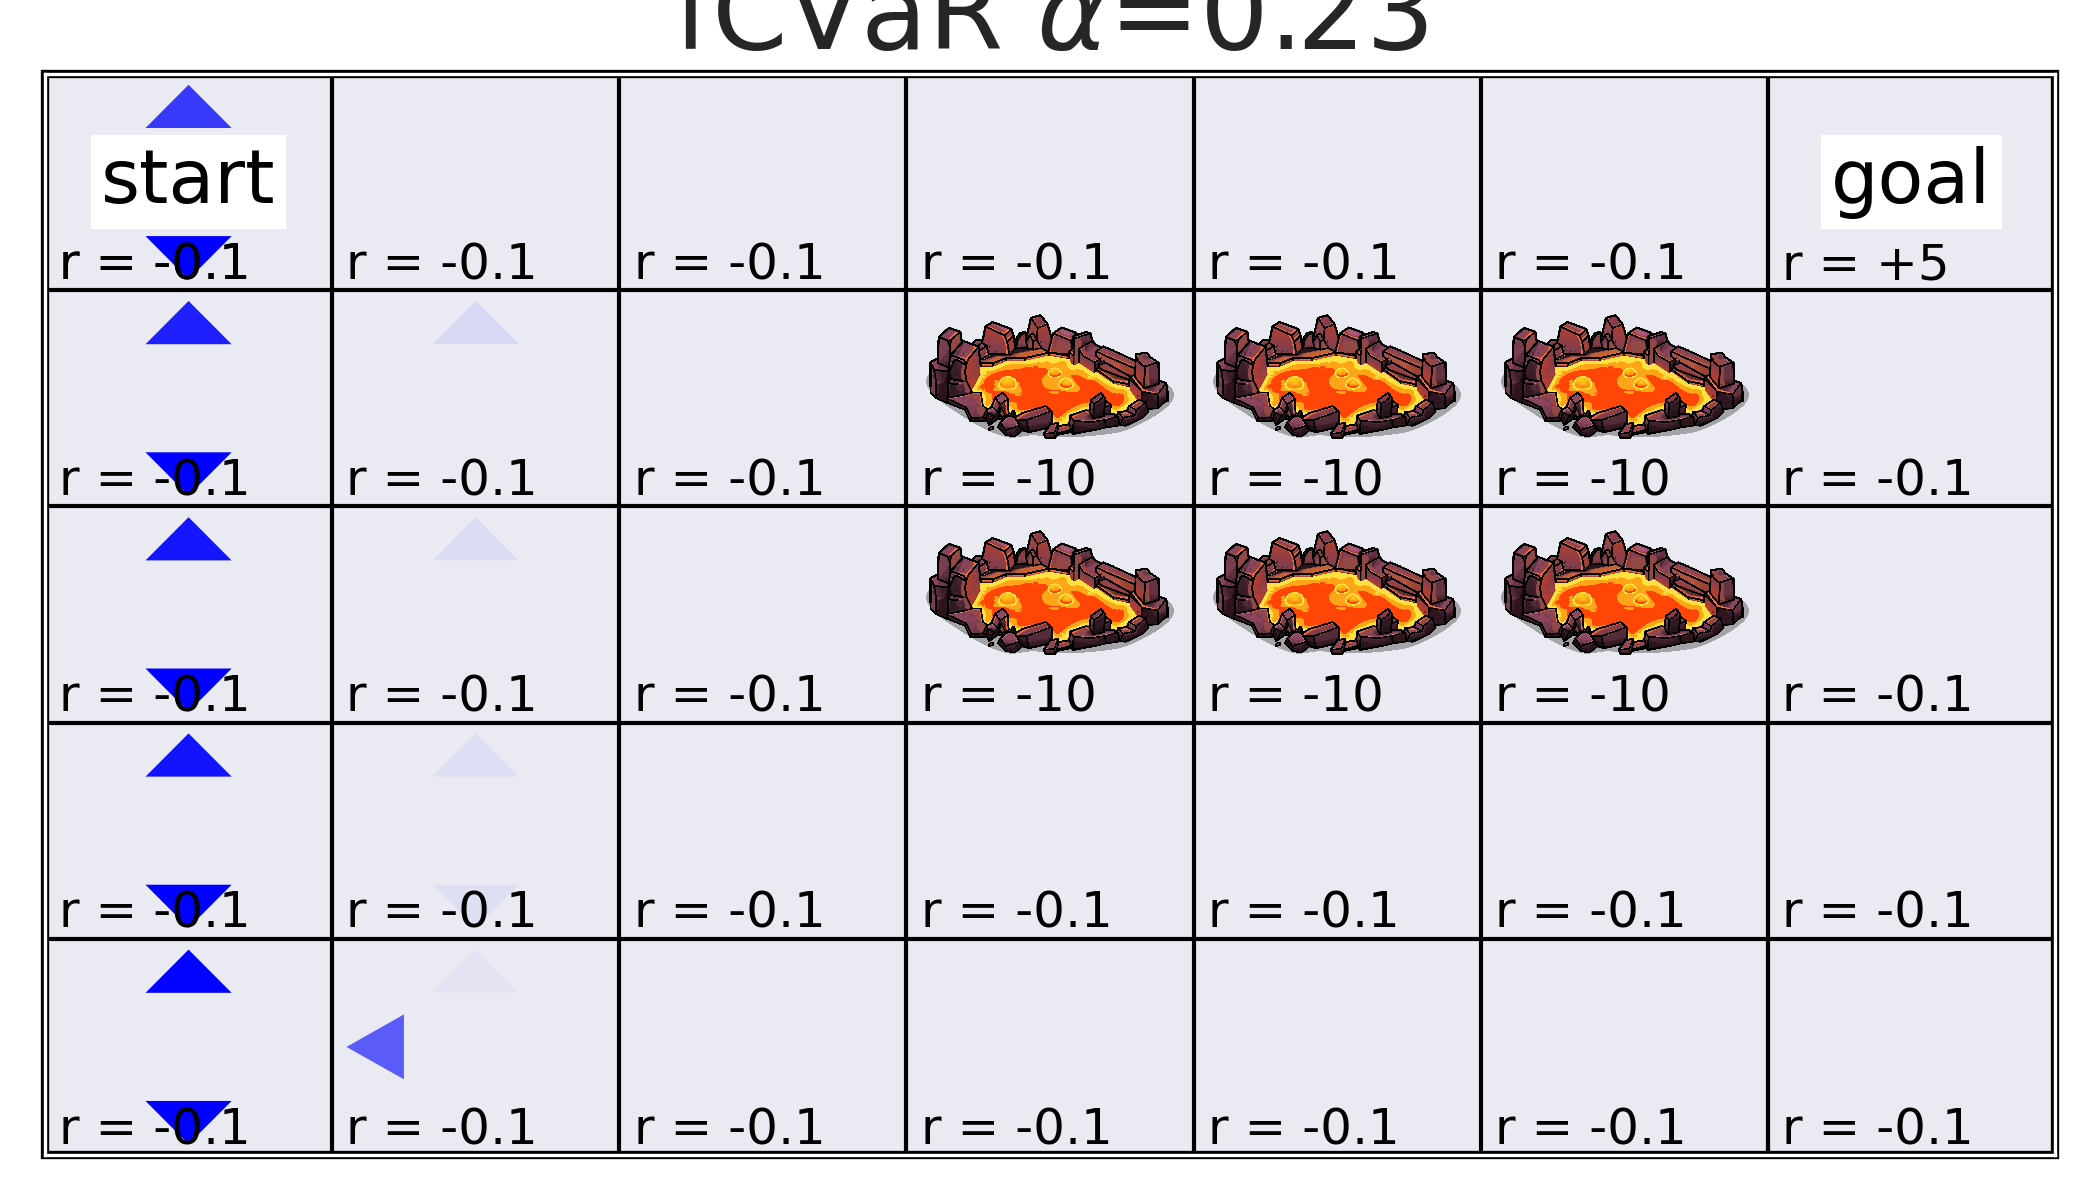 iCVaR α=0.23
start
goal
r = -0.1 r = -0.1 r = -0.1 r = -0.1 r = -0.1 r = -0.1 r = +5
r = -0.1 r = -0.1 r = -0.1 r = -10 r = -10 r = -10 r = -0.1
r = -0.1 r = -0.1 r = -0.1 r = -10 r = -10 r = -10 r = -0.1
r = -0.1 r = -0.1 r = -0.1 r = -0.1 r = -0.1 r = -0.1 r = -0.1
r = -0.1 r = -0.1 r = -0.1 r = -0.1 r = -0.1 r = -0.1 r = -0.1